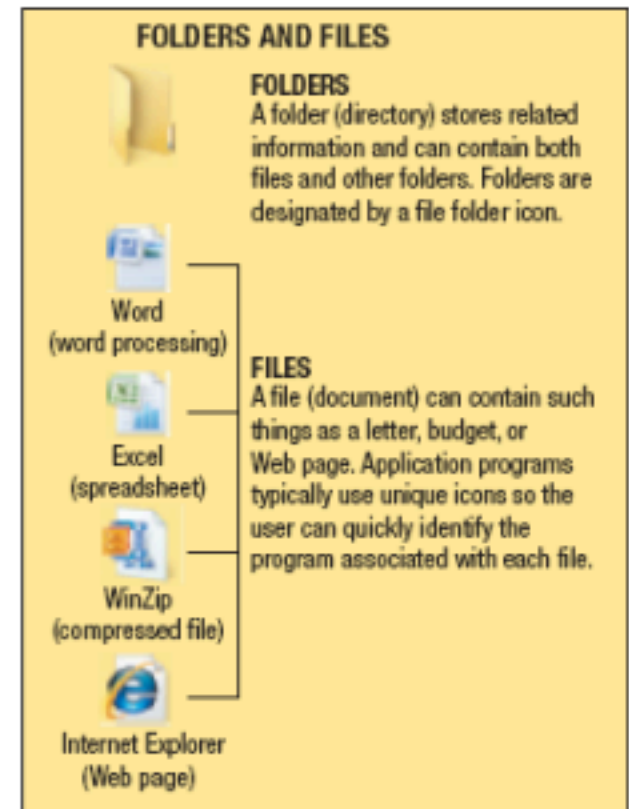 FOLDERS AND FILES
FOLDERS
A folder (directory) stores related
information and can contain both
files and other folders. Folders are
designated by a file folder icon.
Word
(word processing)
FILES
A file (document) can contain such
things as a letter, budget, or
Web page. Application programs
typically use unique icons so the
user can quickly identify the
program associated with each file.
Excel
(spreadsheet)
WinZip
(compressed file)
Internet Explorer
(Web page)